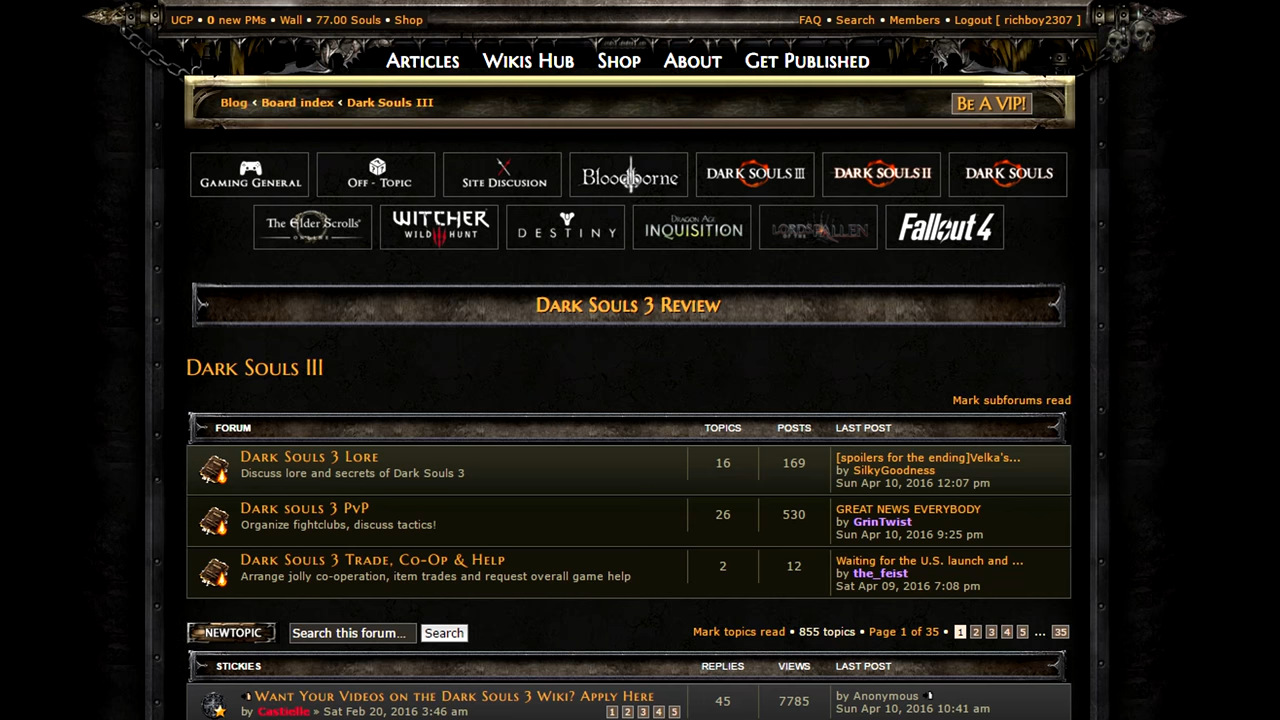 UCP • 0 new PMs • Wall • 77.00 Souls • Shop
FAQ • Search • Members • Logout [ richboy2307 ]
Articles Wikis Hub Shop About Get Published
Blog ‹ Board index ‹ Dark Souls III
Be A VIP!
Gaming General
Off - Topic
Site Discusion
Bloodborne
DARK SOULS III
DARK SOULS II
DARK SOULS
The Elder Scrolls
ONLINE
WITCHER
WILD HUNT
DESTINY
DRAGON AGE
INQUISITION
LORDS OF THE FALLEN
Fallout 4
Dark Souls 3 Review
Dark Souls III
Mark subforums read
FORUM TOPICS POSTS LAST POST
Dark Souls 3 Lore
Discuss lore and secrets of Dark Souls 3
16 169
[spoilers for the ending]Velka's...
by SilkyGoodness
Sun Apr 10, 2016 12:07 pm
Dark souls 3 PvP
Organize fightclubs, discuss tactics!
26 530
GREAT NEWS EVERYBODY
by GrinTwist
Sun Apr 10, 2016 9:25 pm
Dark Souls 3 Trade, Co-Op & Help
Arrange jolly co-operation, item trades and request overall game help
2 12
Waiting for the U.S. launch and ...
by the_feist
Sat Apr 09, 2016 7:08 pm
NEWTOPIC
Search this forum...
Search
Mark topics read • 855 topics • Page 1 of 35 • 1 2 3 4 5 ... 35
STICKIES REPLIES VIEWS LAST POST
Want Your Videos on the Dark Souls 3 Wiki? Apply Here
by Castielle » Sat Feb 20, 2016 3:46 am
1 2 3 4 5
45 7785
by Anonymous
Sun Apr 10, 2016 10:41 am